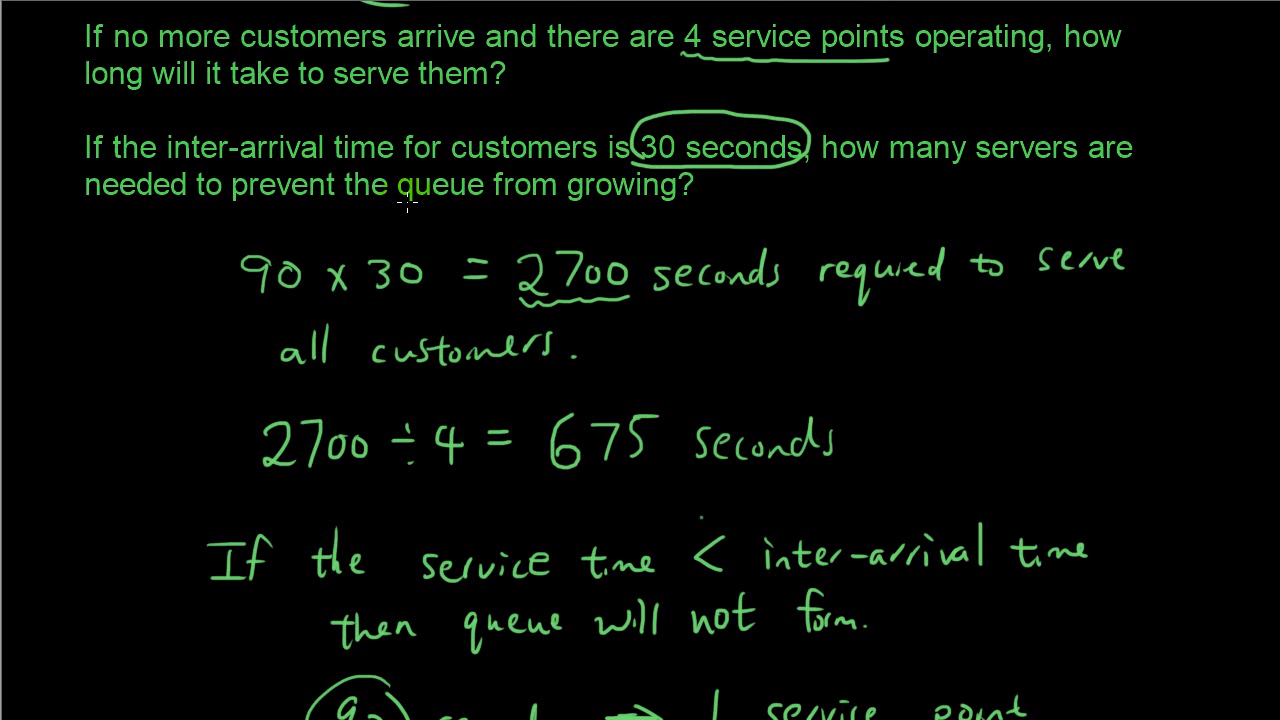 If no more customers arrive and there are 4 service points operating, how
long will it take to serve them?
If the inter-arrival time for customers is 30 seconds, how many servers are
needed to prevent the queue from growing?
90 x 30 = 2700 seconds required to serve
all customers.
2700 ÷ 4 = 675 seconds
If the service time < inter-arrival time
then queue will not form.
service point